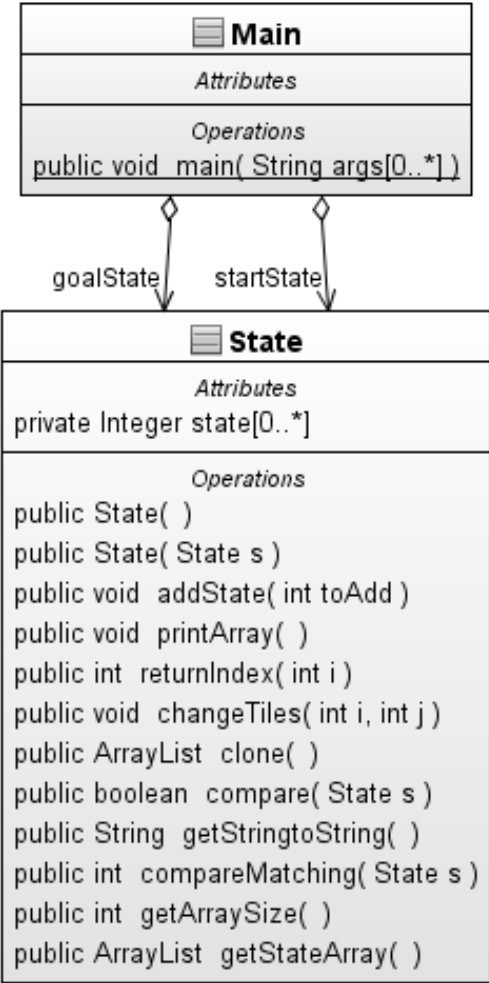 Main
Attributes
Operations
public void main( String args[0..*] )
goalState startState
State
Attributes
private Integer state[0..*]
Operations
public State( )
public State( State s )
public void addState( int toAdd )
public void printArray( )
public int returnIndex( int i )
public void changeTiles( int i, int j )
public ArrayList clone( )
public boolean compare( State s )
public String getStringtoString( )
public int compareMatching( State s )
public int getArraySize( )
public ArrayList getStateArray( )